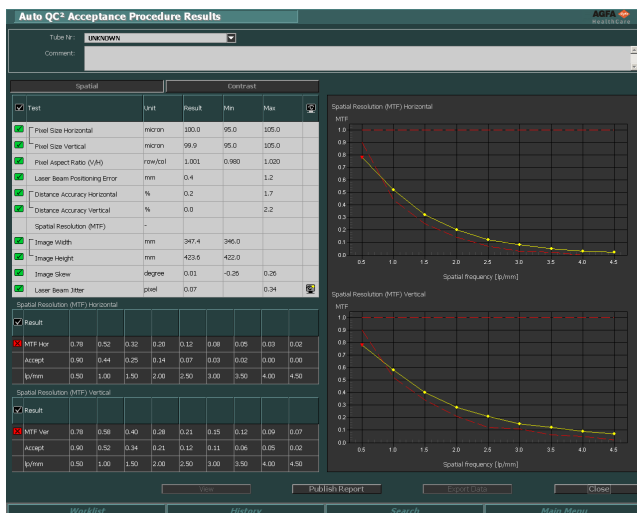 Auto QC² Acceptance Procedure Results
AGFA
HealthCare
Tube Nr: UNKNOWN
Comment:
Spatial Contrast
Test Unit Result Min Max
Pixel Size Horizontal micron 100.0 95.0 105.0
Pixel Size Vertical micron 99.9 95.0 105.0
Pixel Aspect Ratio (V/H) row/col 1.001 0.980 1.020
Laser Beam Positioning Error mm 0.4 1.2
Distance Accuracy Horizontal % 0.2 1.7
Distance Accuracy Vertical % 0.0 2.2
Spatial Resolution (MTF) -
Image Width mm 347.4 346.0
Image Height mm 423.6 422.0
Image Skew degree 0.01 -0.26 0.26
Laser Beam Jitter pixel 0.07 0.34
Spatial Resolution (MTF) Horizontal
Result
MTF Hor 0.78 0.52 0.32 0.20 0.12 0.08 0.05 0.03 0.02
Accept 0.90 0.44 0.25 0.14 0.07 0.03 0.02 0.00 0.00
lp/mm 0.50 1.00 1.50 2.00 2.50 3.00 3.50 4.00 4.50
Spatial Resolution (MTF) Vertical
Result
MTF Ver 0.78 0.58 0.40 0.28 0.21 0.15 0.12 0.09 0.07
Accept 0.90 0.52 0.34 0.21 0.12 0.11 0.06 0.05 0.02
lp/mm 0.50 1.00 1.50 2.00 2.50 3.00 3.50 4.00 4.50
Spatial Resolution (MTF) Horizontal
MTF
1.0
0.9
0.8
0.7
0.6
0.5
0.4
0.3
0.2
0.1
0.0
0.5 1.0 1.5 2.0 2.5 3.0 3.5 4.0 4.5
Spatial frequency [lp/mm]
Spatial Resolution (MTF) Vertical
MTF
1.0
0.9
0.8
0.7
0.6
0.5
0.4
0.3
0.2
0.1
0.0
0.5 1.0 1.5 2.0 2.5 3.0 3.5 4.0 4.5
Spatial frequency [lp/mm]
View Publish Report Export Data Close
Worklist History Search Main Menu